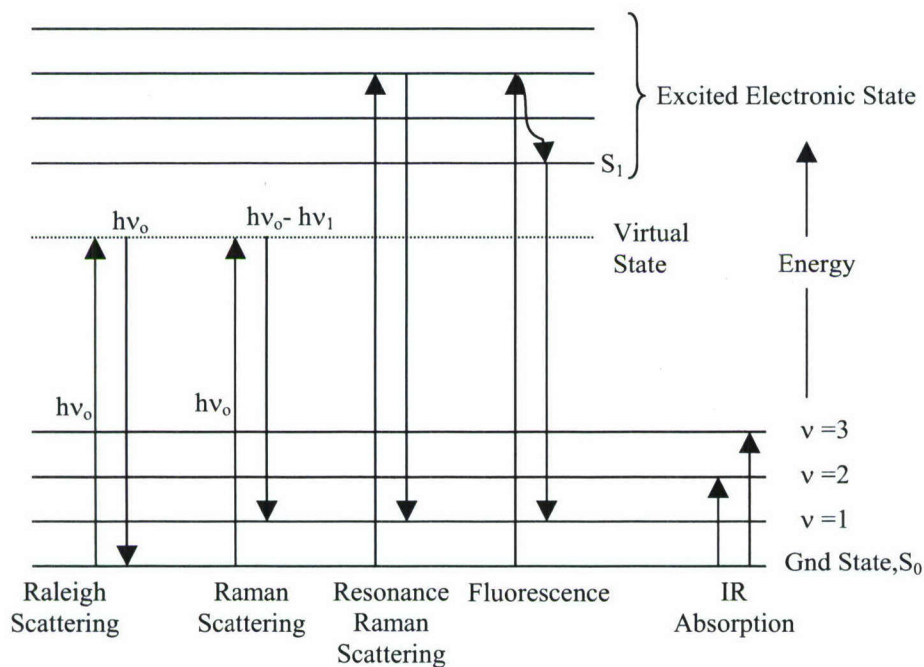 Excited Electronic State
S₁
hνₒ
hνₒ- hν₁
Virtual
State
Energy
hνₒ
hνₒ
ν =3
ν =2
ν =1
Gnd State,S₀
Raleigh
Scattering
Raman
Scattering
Resonance
Raman
Scattering
Fluorescence
IR
Absorption